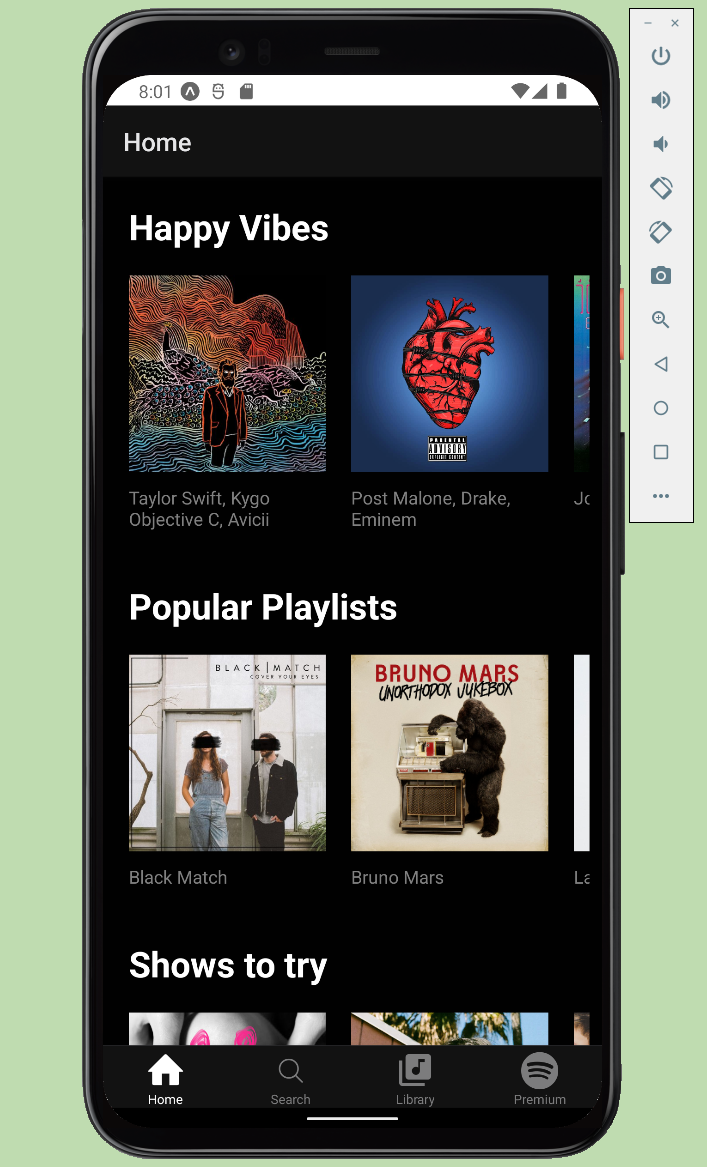 8:01
Home
Happy Vibes
PARENTAL
ADVISORY
EXPLICIT CONTENT
Taylor Swift, Kygo
Objective C, Avicii
Post Malone, Drake,
Eminem
Jo
Popular Playlists
BLACK|MATCH
COVER YOUR EYES
BRUNO MARS
UNORTHODOX JUKEBOX
Black Match
Bruno Mars
La
Shows to try
Home
Search
Library
Premium